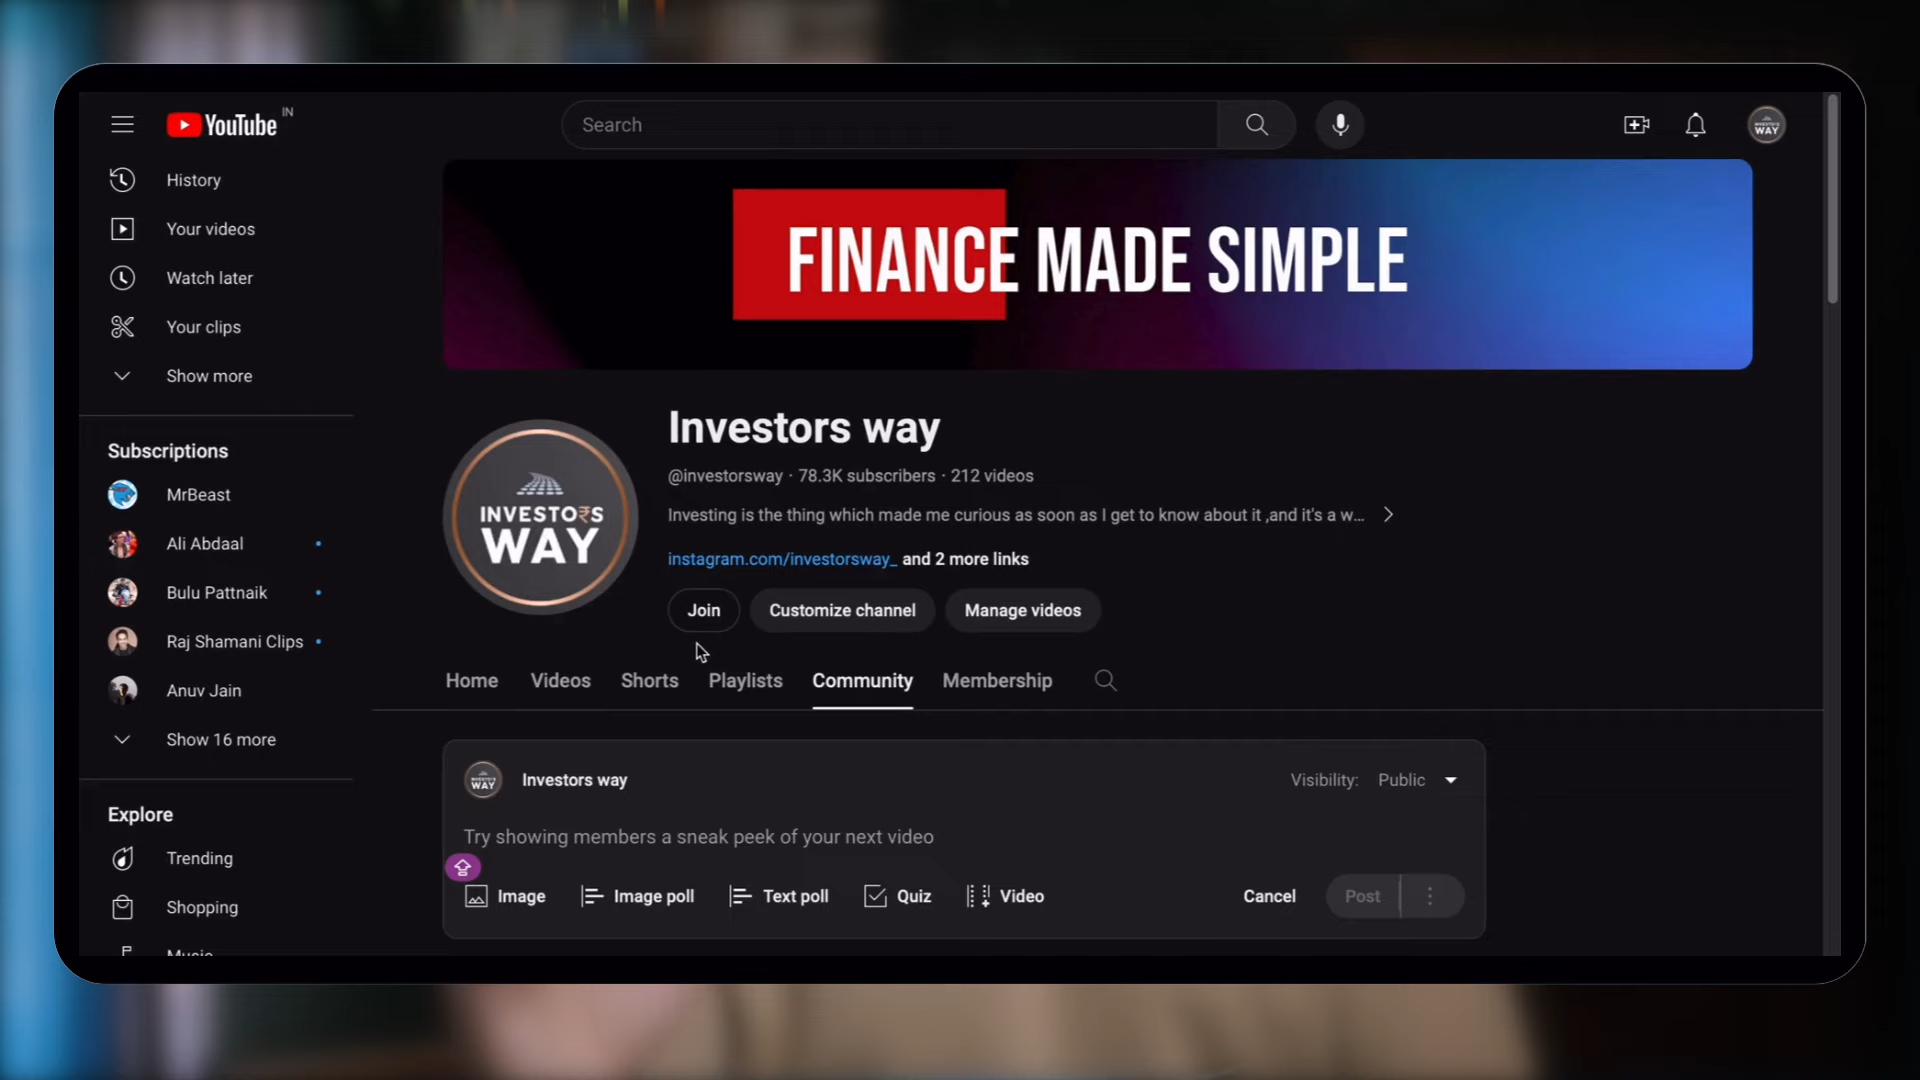 YouTube IN
Search
INVESTORS WAY
History
Your videos
Watch later
Your clips
Show more
Subscriptions
MrBeast
Ali Abdaal
Bulu Pattnaik
Raj Shamani Clips
Anuv Jain
Show 16 more
Explore
Trending
Shopping
Music
FINANCE MADE SIMPLE
INVESTO₹S
WAY
Investors way
@investorsway · 78.3K subscribers · 212 videos
Investing is the thing which made me curious as soon as I get to know about it ,and it's a w...
instagram.com/investorsway_ and 2 more links
Join Customize channel Manage videos
Home Videos Shorts Playlists Community Membership
INVESTO₹S WAY
Investors way
Visibility: Public
Try showing members a sneak peek of your next video
Image Image poll Text poll Quiz Video Cancel Post